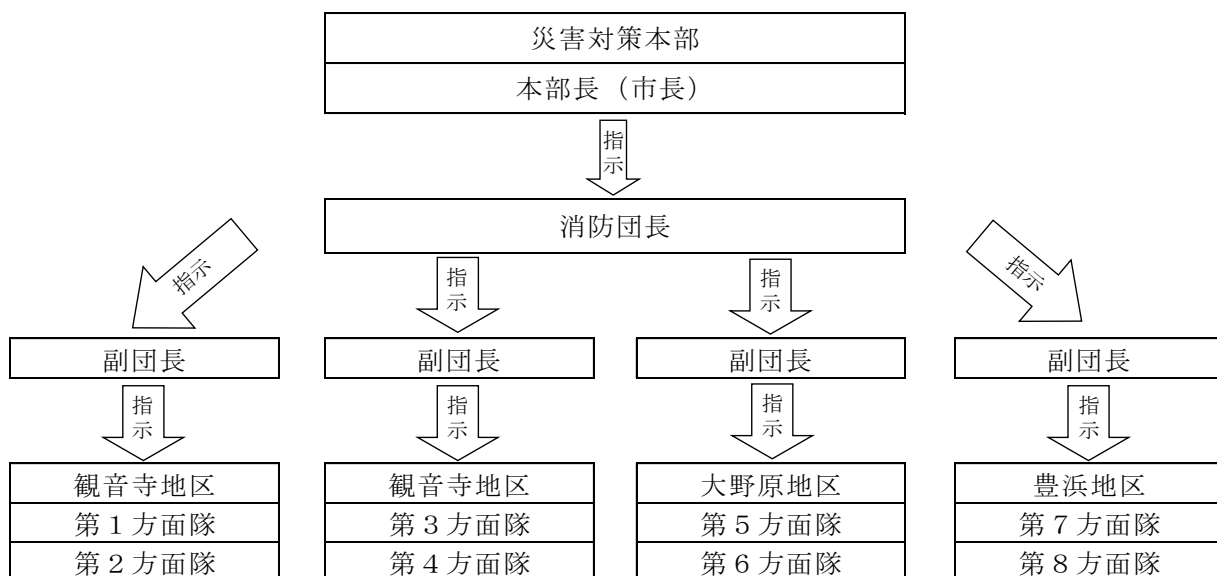 災害対策本部
本部長（市長）
指示
消防団長
指示
指示
指示
指示
副団長
副団長
副団長
副団長
指示
指示
指示
指示
観音寺地区
第１方面隊
第２方面隊
観音寺地区
第３方面隊
第４方面隊
大野原地区
第５方面隊
第６方面隊
豊浜地区
第７方面隊
第８方面隊